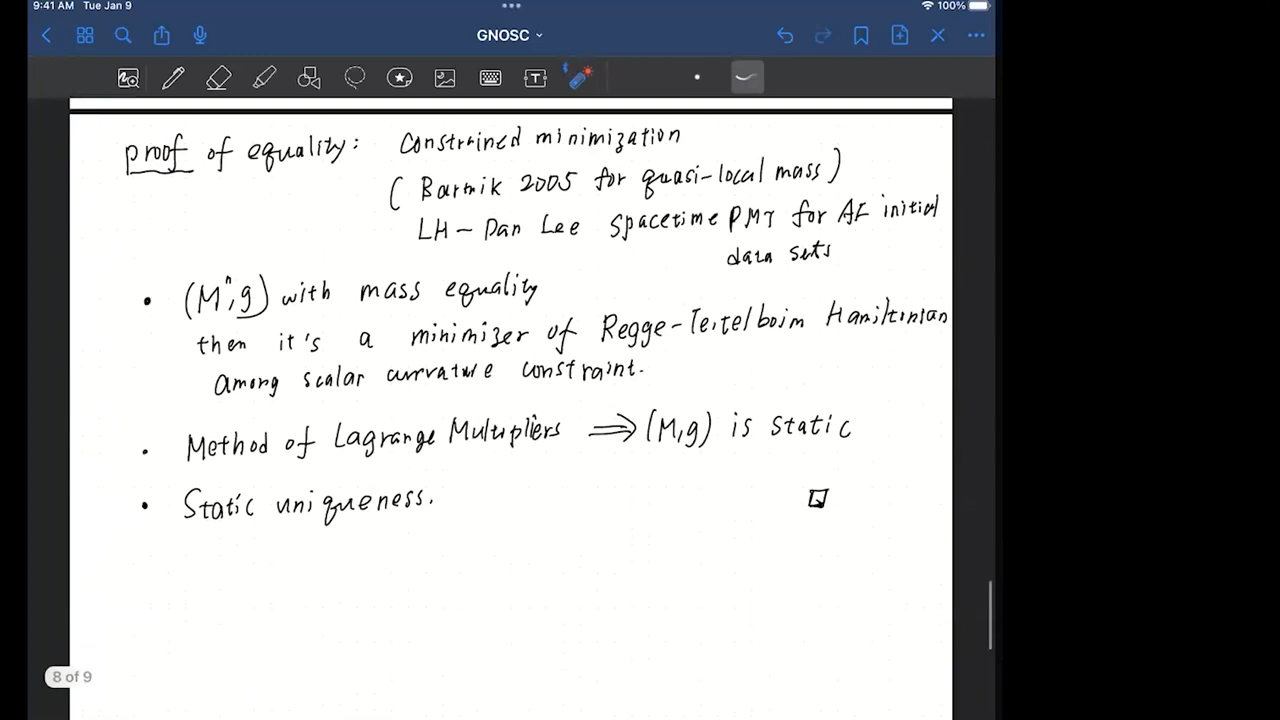 9:41 AM Tue Jan 9
100%
GNOSC
proof of equality: Constrained minimization
( Bartnik 2005 for quasi-local mass )
LH - Dan Lee spacetime PMT for AF initial
data sets
• (Mⁿ, g) with mass equality
then it's a minimizer of Regge-Teitelboim Hamiltonian
among scalar curvature constraint.
• Method of Lagrange Multipliers ⟹ (M,g) is static
• Static uniqueness.
8 of 9